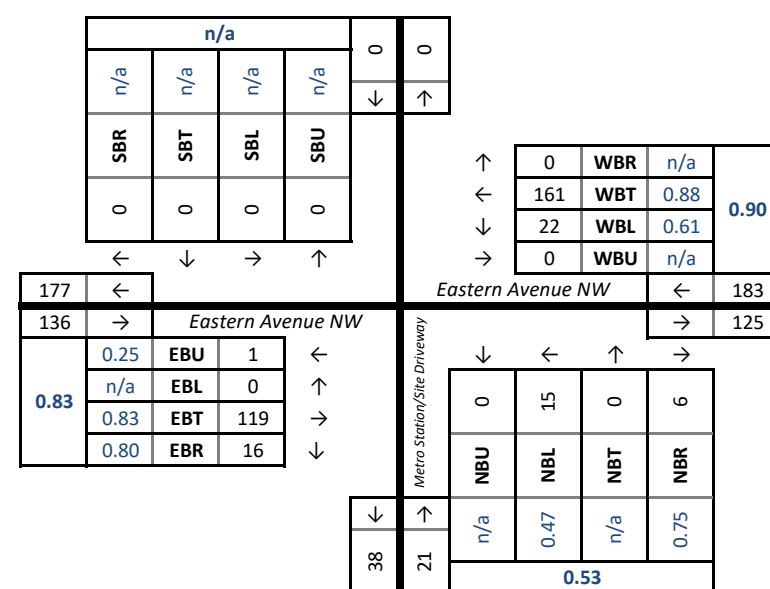 n/a
0 0
n/a n/a n/a n/a
↓ ↑
SBR SBT SBL SBU
0 0 0 0
← ↓ → ↑
↑ 0 WBR n/a
← 161 WBT 0.88
↓ 22 WBL 0.61
→ 0 WBU n/a
0.90
177 ←
Eastern Avenue NW
← 183
136 →
Eastern Avenue NW
→ 125
0.83
0.25 EBU 1 ←
n/a EBL 0 ↑
0.83 EBT 119 →
0.80 EBR 16 ↓
Metro Station/Site Driveway
↓ ← ↑ →
0 15 0 6
NBU NBL NBT NBR
n/a 0.47 n/a 0.75
↓ ↑
38 21
0.53